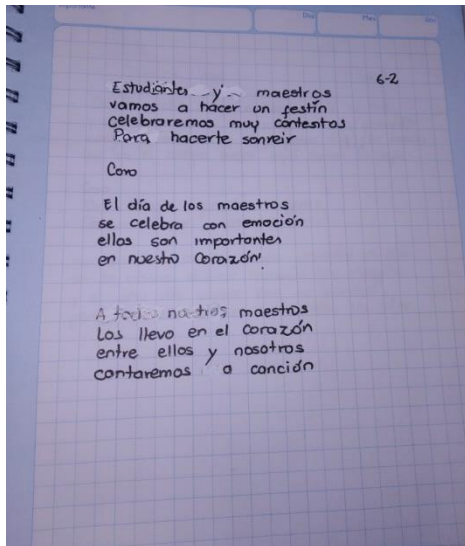 6-2
Estudiantes y maestros
vamos a hacer un festin
celebraremos muy contentos
Para hacerte sonreir
Coro
El día de los maestros
se celebra con emoción
ellos son importantes
en nuestro corazón
A todos nuestros maestros
Los llevo en el corazón
entre ellos y nosotros
cantaremos a canción